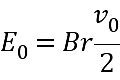 E₀ = Br v₀/2